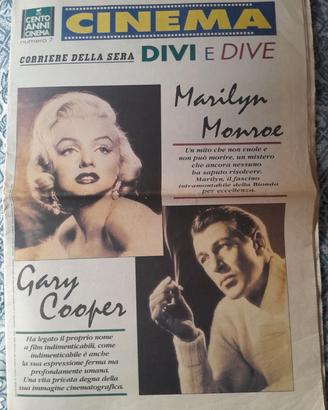 CENTO
ANNI
CINEMA
numero 7
CINEMA
CORRIERE DELLA SERA DIVI E DIVE
Marilyn
Monroe
Un mito che non vuole e
non può morire, un mistero
che ancora nessuno
ha saputo risolvere.
Marilyn, il fascino
intramontabile della Bionda
per eccellenza.
Gary
Cooper
Ha legato il proprio nome
a film indimenticabili, come
indimenticabile è anche
la sua espressione ferma ma
profondamente umana.
Una vita privata degna della
sua immagine cinematografica.